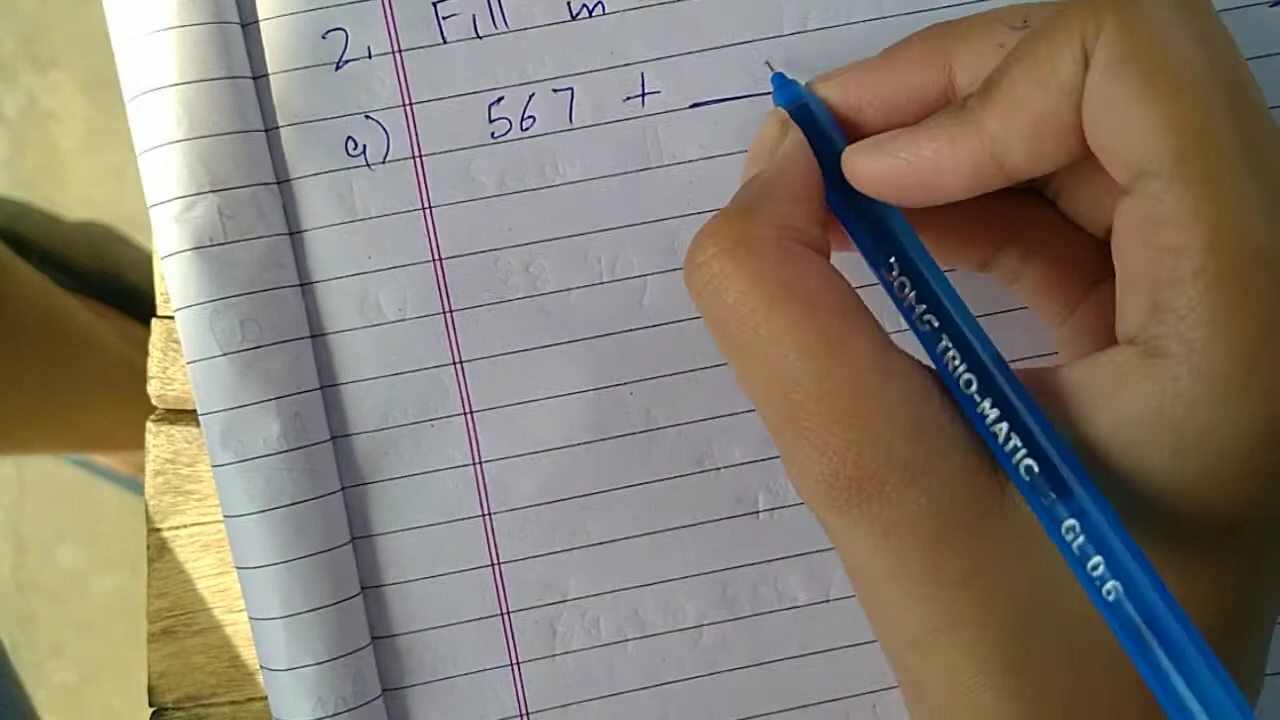 2. Fill in
a) 567 + ___
DOMS TRIO-MATIC GL 0.6